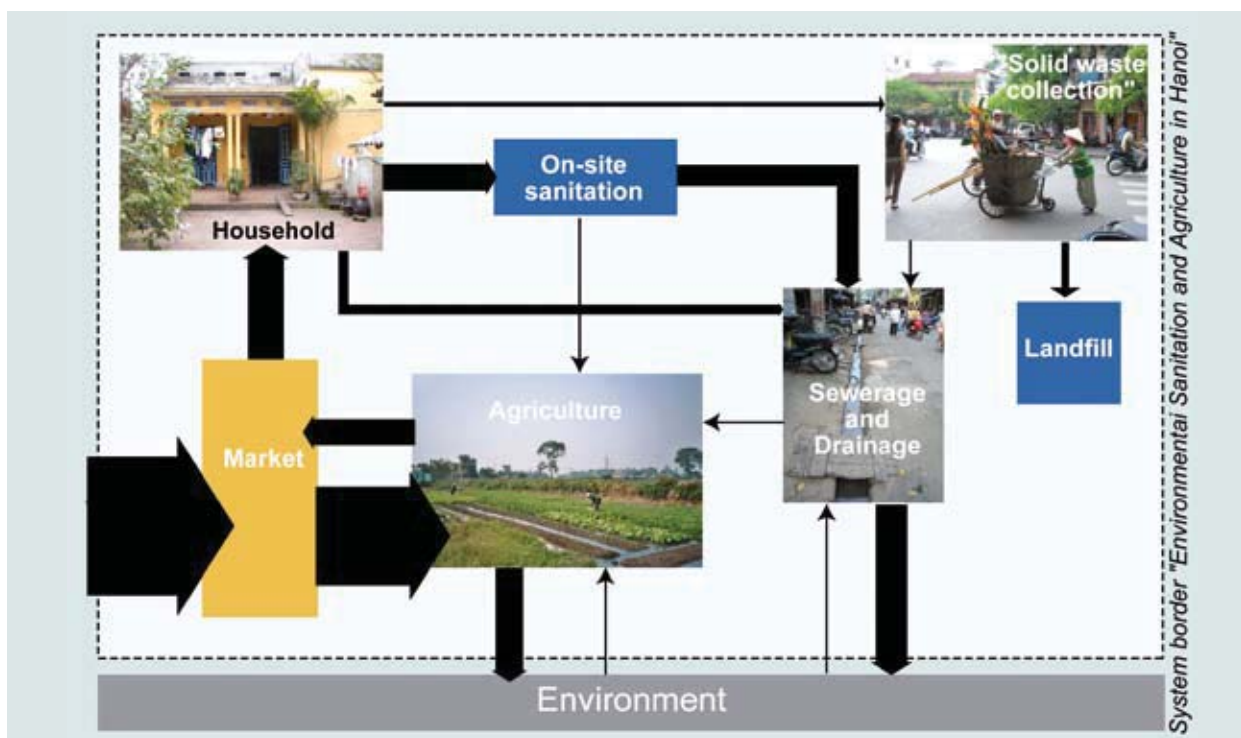 "Solid waste
collection"
On-site
sanitation
Household
Landfill
Sewerage
and
Drainage
Agriculture
Market
Environment
System border "Environmental Sanitation and Agriculture in Hanoi"